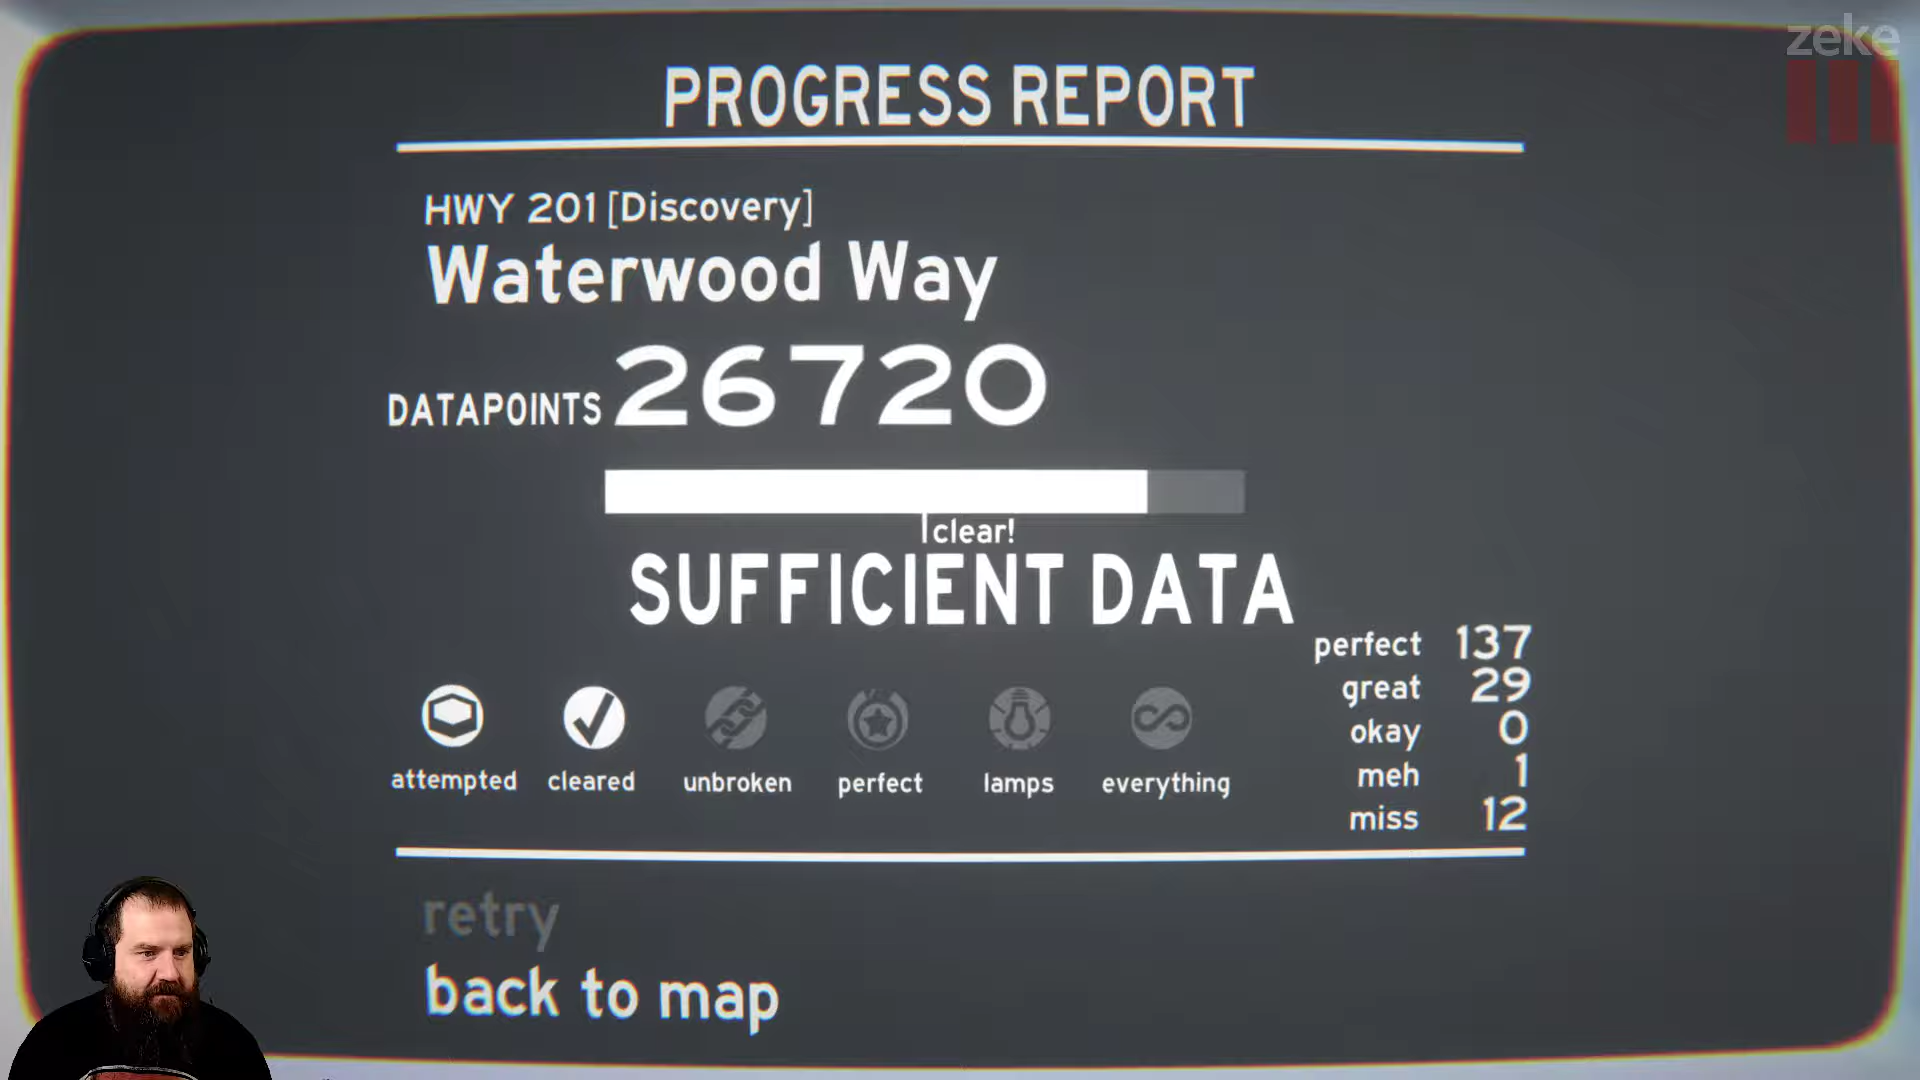 zeke
PROGRESS REPORT
HWY 201 [Discovery]
Waterwood Way
DATAPOINTS 26720
clear!
SUFFICIENT DATA
perfect 137
great 29
okay 0
meh 1
miss 12
attempted cleared unbroken perfect lamps everything
retry
back to map